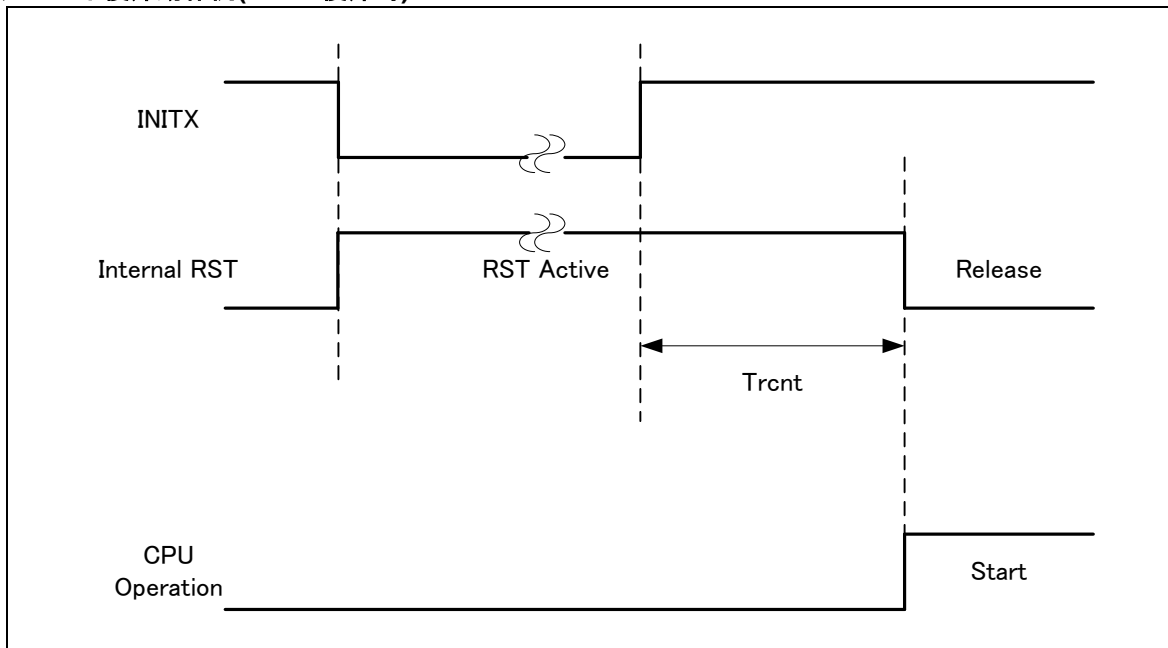 INITX
Internal RST
RST Active
Release
Trcnt
CPU
Operation
Start